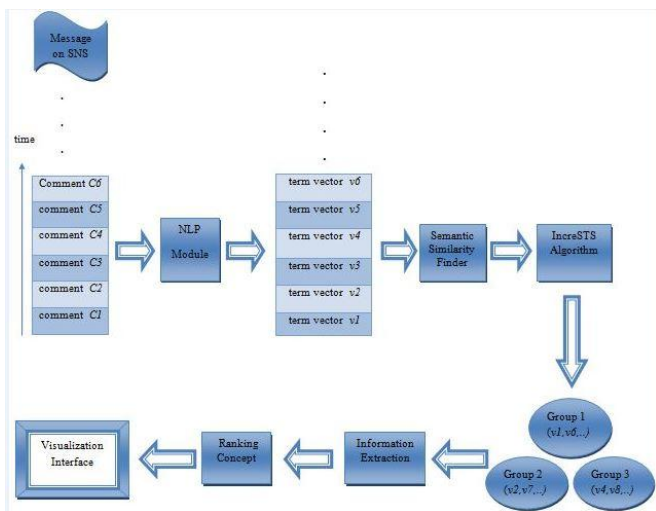 Message
on SNS
time
Comment C6
comment C5
comment C4
comment C3
comment C2
comment C1
NLP
Module
term vector v6
term vector v5
term vector v4
term vector v3
term vector v2
term vector v1
Semantic
Similarity
Finder
IncreSTS
Algorithm
Group 1
(v1,v6,..)
Group 2
(v2,v7,..)
Group 3
(v4,v8,..)
Information
Extraction
Ranking
Concept
Visualization
Interface